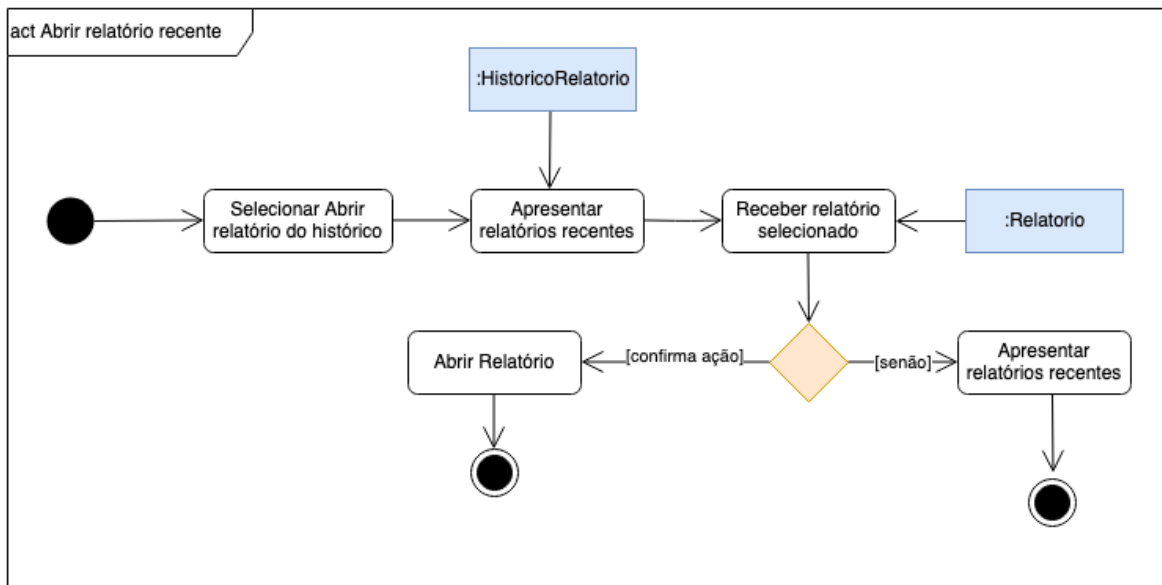 act Abrir relatório recente
:HistoricoRelatorio
Selecionar Abrir
relatório do histórico
Apresentar
relatórios recentes
Receber relatório
selecionado
:Relatorio
Abrir Relatório
[confirma ação]
[senão]
Apresentar
relatórios recentes